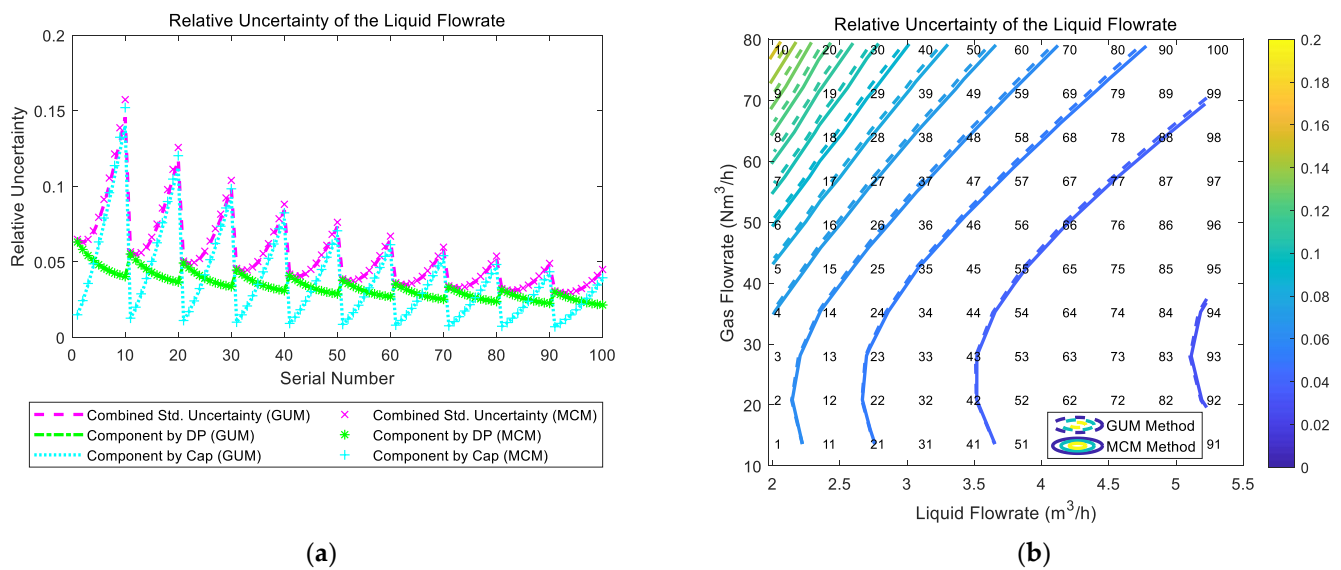 Relative Uncertainty of the Liquid Flowrate
0.2
0.15
0.1
0.05
0
Relative Uncertainty
0 10 20 30 40 50 60 70 80 90 100
Serial Number
Combined Std. Uncertainty (GUM)
Combined Std. Uncertainty (MCM)
Component by DP (GUM)
Component by DP (MCM)
Component by Cap (GUM)
Component by Cap (MCM)
(a)
Relative Uncertainty of the Liquid Flowrate
80
70
60
50
40
30
20
10
Gas Flowrate (Nm³/h)
10 20 30 40 50 60 70 80 90 100
9 19 29 39 49 59 69 79 89 99
8 18 28 38 48 58 68 78 88 98
7 17 27 37 47 57 67 77 87 97
6 16 26 36 46 56 66 76 86 96
5 15 25 35 45 55 65 75 85 95
4 14 24 34 44 54 64 74 84 94
3 13 23 33 43 53 63 73 83 93
2 12 22 32 42 52 62 72 82 92
1 11 21 31 41 51 91
GUM Method
MCM Method
2 2.5 3 3.5 4 4.5 5 5.5
Liquid Flowrate (m³/h)
0.2
0.18
0.16
0.14
0.12
0.1
0.08
0.06
0.04
0.02
0
(b)